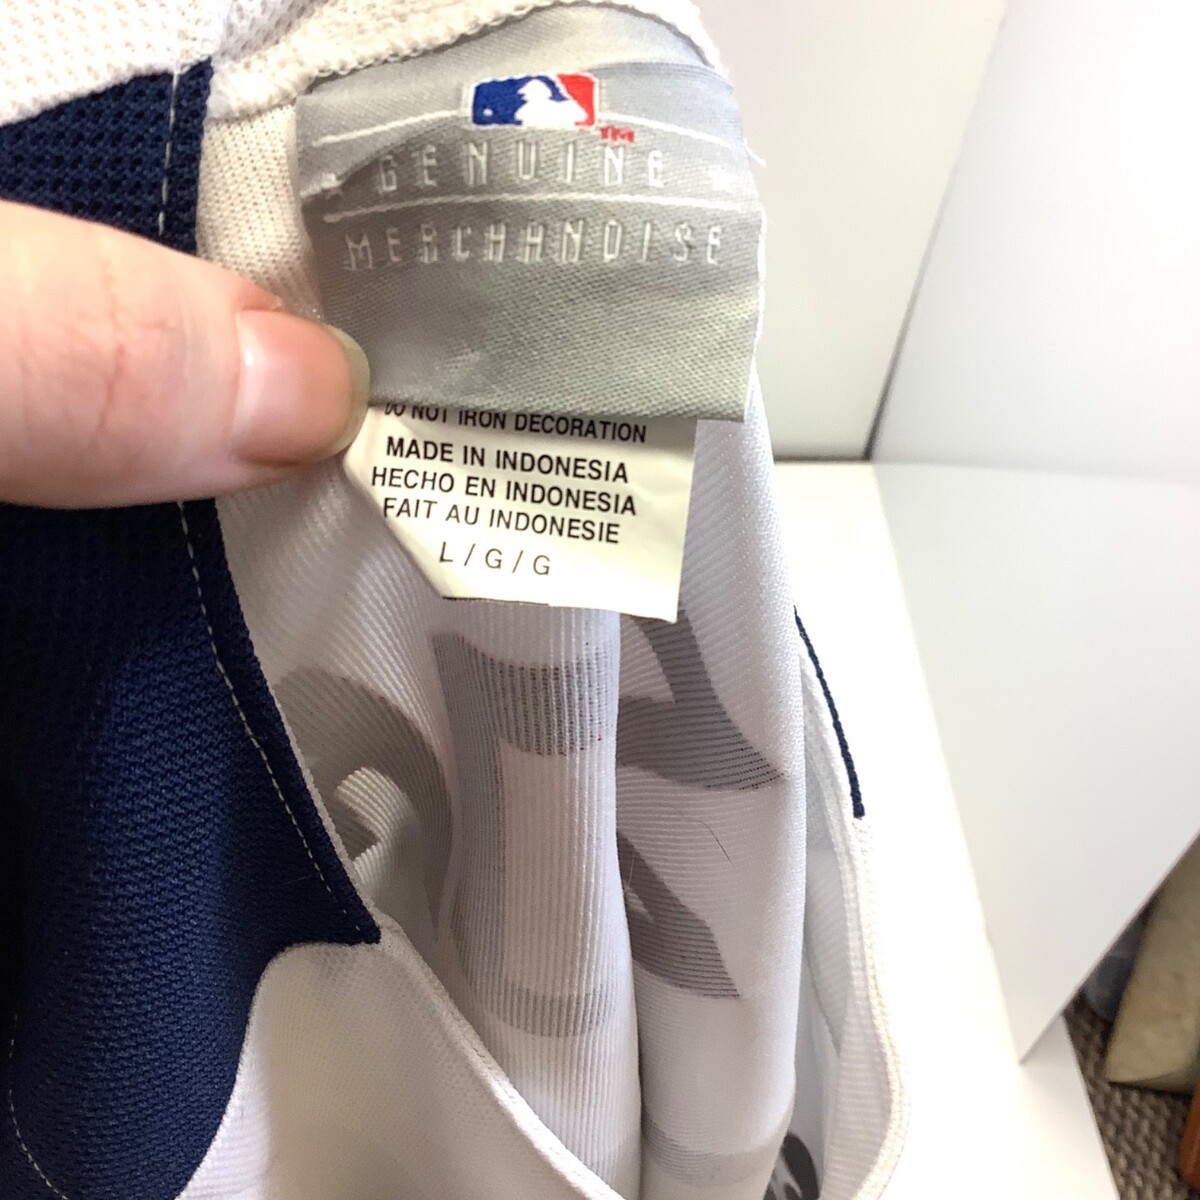 TM
GENUINE
MERCHANDISE
DO NOT IRON DECORATION
MADE IN INDONESIA
HECHO EN INDONESIA
FAIT AU INDONESIE
L / G / G